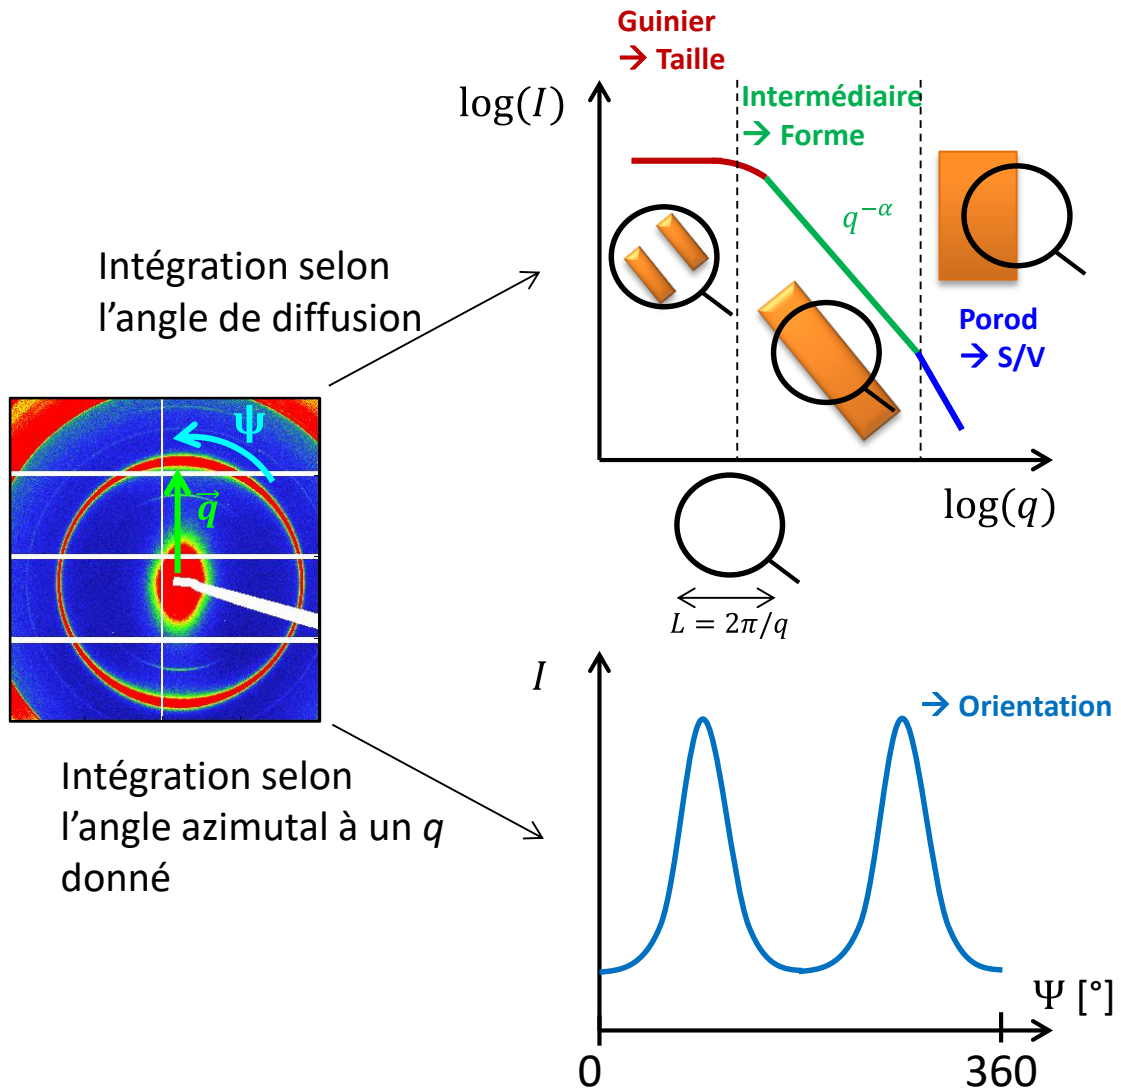 Guinier
→ Taille
log(I)
Intermédiaire
→ Forme
q^{-α}
Intégration selon
l'angle de diffusion
Porod
→ S/V
ψ
q⃗
log(q)
L = 2π/q
I
→ Orientation
Intégration selon
l'angle azimutal à un q
donné
Ψ [°]
0
360